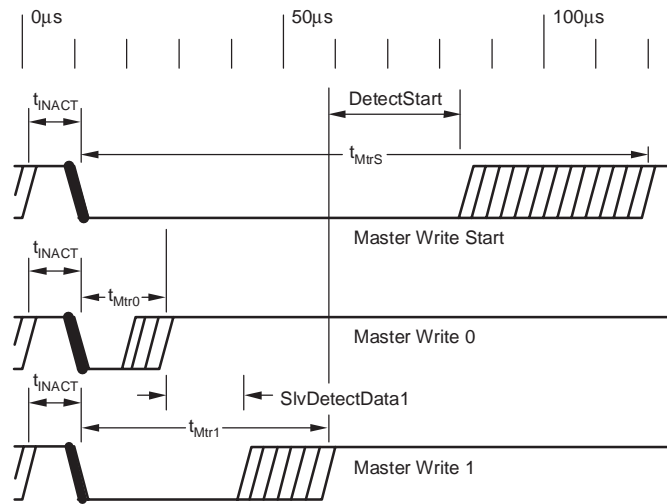 0μs 50μs 100μs
DetectStart
tINACT
tMtrS
Master Write Start
tINACT
tMtr0
Master Write 0
tINACT
SlvDetectData1
tMtr1
Master Write 1